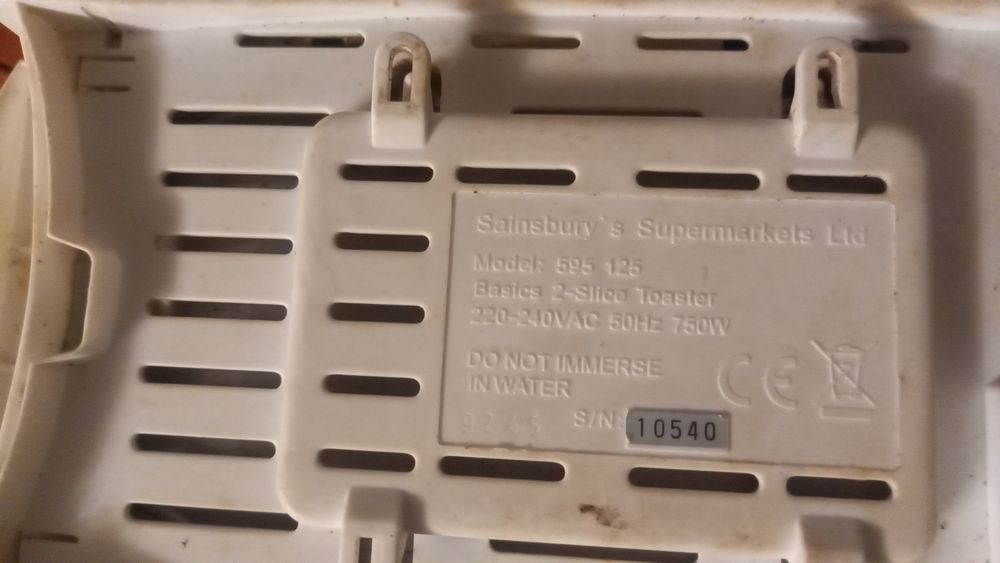 Sainsbury's Supermarkets Ltd
Model: 595 125
Basics 2-Slice Toaster
220-240VAC 50Hz 750W
DO NOT IMMERSE
IN WATER
CE
S/N: 10540